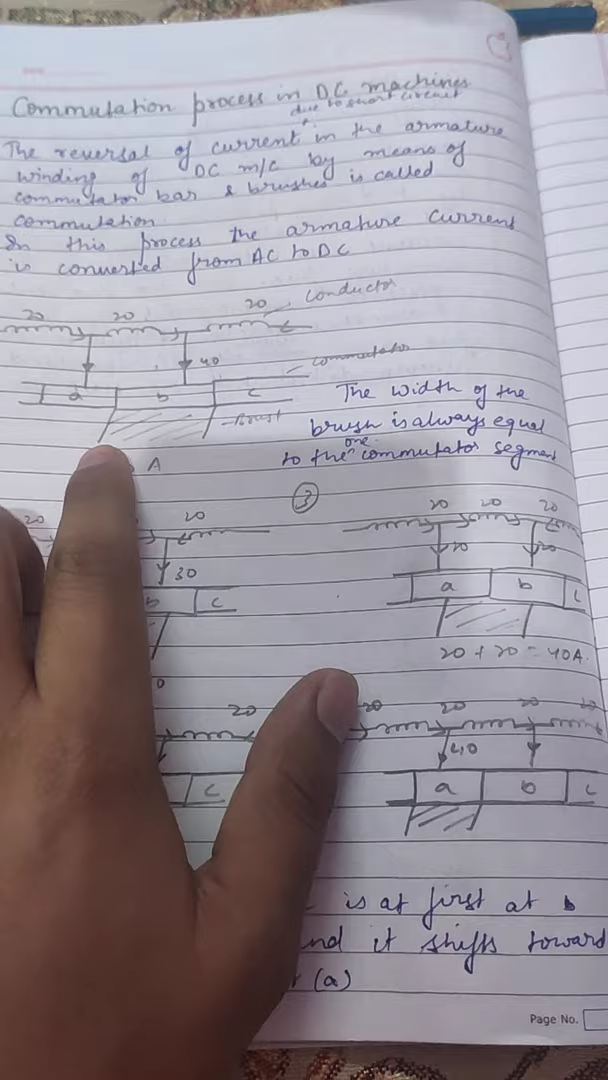 Commutation process in DC machines
due to short circuit
The reversal of current in the armature
winding of DC m/c by means of
commutator bar & brushes is called
commutation.
In this process the armature current
is converted from AC to DC
20 20 20 conductor
40
commutator
a b c
Brust
The width of the
brush is always equal
one
to the commutator segment
A
3
20 20
30
b c
0
20 20 20
20 20
a b c
20 + 20 = 40A
20
c
20 20 20
40
a b c
is at first at b
and it shifts toward
(a)
Page No.